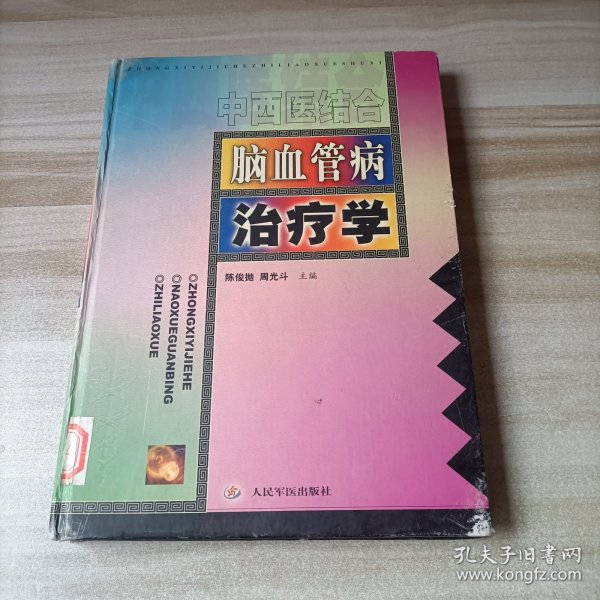 ZHONGXIYIJIEHEZHILIAOXUESHUXI
中西医结合
脑血管病
治疗学
陈俊抛 周光斗 主编
◎ZHONGXIYIJIEHE
◎NAOXUEGUANBING
◎ZHILIAOXUE
人民军医出版社
孔夫子旧书网
www.kongfz.com